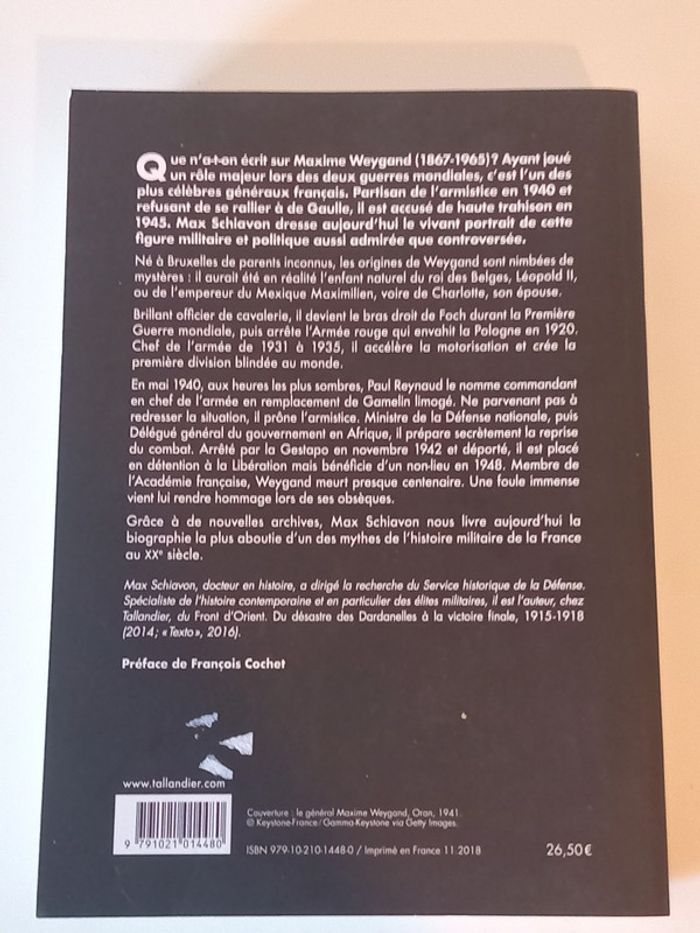 Que n'a-t-on écrit sur Maxime Weygand (1867-1965)? Ayant joué
un rôle majeur lors des deux guerres mondiales, c'est l'un des
plus célèbres généraux français. Partisan de l'armistice en 1940 et
refusant de se rallier à de Gaulle, il est accusé de haute trahison en
1945. Max Schiavon dresse aujourd'hui le vivant portrait de cette
figure militaire et politique aussi admirée que controversée.
Né à Bruxelles de parents inconnus, les origines de Weygand sont nimbées de
mystères : il aurait été en réalité l'enfant naturel du roi des Belges, Léopold II,
ou de l'empereur du Mexique Maximilien, voire de Charlotte, son épouse.
Brillant officier de cavalerie, il devient le bras droit de Foch durant la Première
Guerre mondiale, puis arrête l'Armée rouge qui envahit la Pologne en 1920.
Chef de l'armée de 1931 à 1935, il accélère la motorisation et crée la
première division blindée au monde.
En mai 1940, aux heures les plus sombres, Paul Reynaud le nomme commandant
en chef de l'armée en remplacement de Gamelin limogé. Ne parvenant pas à
redresser la situation, il prône l'armistice. Ministre de la Défense nationale, puis
Délégué général du gouvernement en Afrique, il prépare secrètement la reprise
du combat. Arrêté par la Gestapo en novembre 1942 et déporté, il est placé
en détention à la Libération mais bénéficie d'un non-lieu en 1948. Membre de
l'Académie française, Weygand meurt presque centenaire. Une foule immense
vient lui rendre hommage lors de ses obsèques.
Grâce à de nouvelles archives, Max Schiavon nous livre aujourd'hui la
biographie la plus aboutie d'un des mythes de l'histoire militaire de la France
au XXe siècle.
Max Schiavon, docteur en histoire, a dirigé la recherche du Service historique de la Défense.
Spécialiste de l'histoire contemporaine et en particulier des élites militaires, il est l'auteur, chez
Tallandier, du Front d'Orient. Du désastre des Dardanelles à la victoire finale, 1915-1918
(2014; « Texto », 2016).
Préface de François Cochet
www.tallandier.com
Couverture : le général Maxime Weygand, Oran, 1941.
© Keystone-France/Gamma-Keystone via Getty Images.
9 791021 014480
ISBN 979-10-210-1448-0 / Imprimé en France 11.2018
26,50€